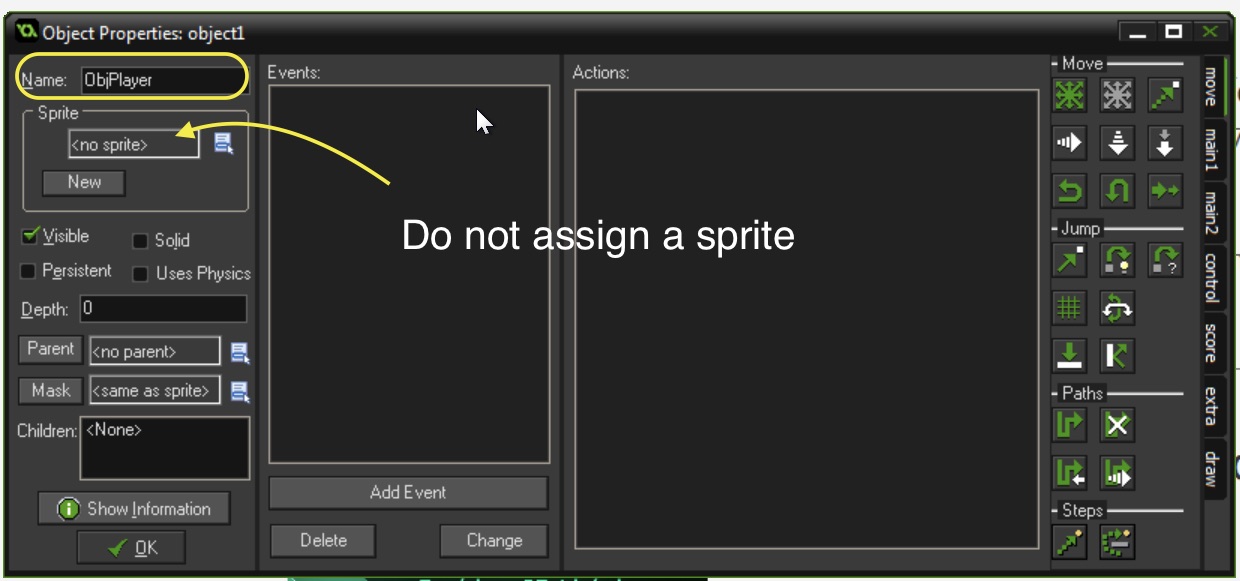 Object Properties: object1
Name: ObjPlayer
Sprite
<no sprite>
New
Visible
Solid
Persistent
Uses Physics
Depth: 0
Parent <no parent>
Mask <same as sprite>
Children: <None>
Show Information
OK
Events:
Add Event
Delete
Change
Actions:
Do not assign a sprite
Move
Jump
?
Paths
Steps
move
main1
main2
control
score
extra
draw